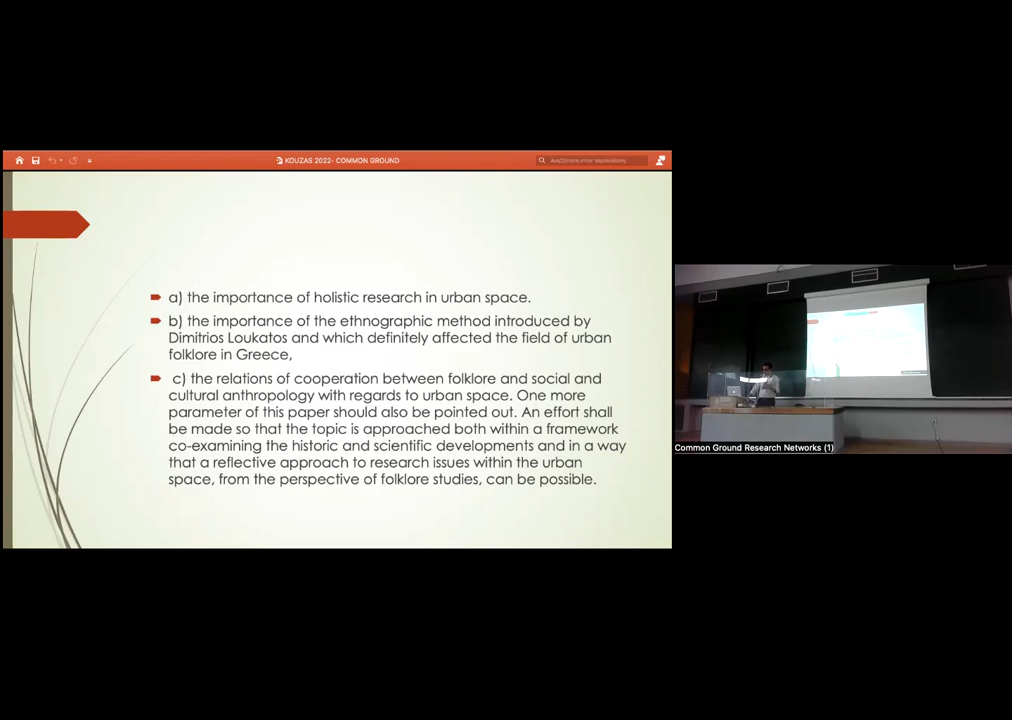 KOUZAS 2022- COMMON GROUND
Αναζήτηση στην παρουσίαση
a) the importance of holistic research in urban space.
b) the importance of the ethnographic method introduced by
Dimitrios Loukatos and which definitely affected the field of urban
folklore in Greece,
c) the relations of cooperation between folklore and social and
cultural anthropology with regards to urban space. One more
parameter of this paper should also be pointed out. An effort shall
be made so that the topic is approached both within a framework
co-examining the historic and scientific developments and in a way
that a reflective approach to research issues within the urban
space, from the perspective of folklore studies, can be possible.
Common Ground Research Networks (1)